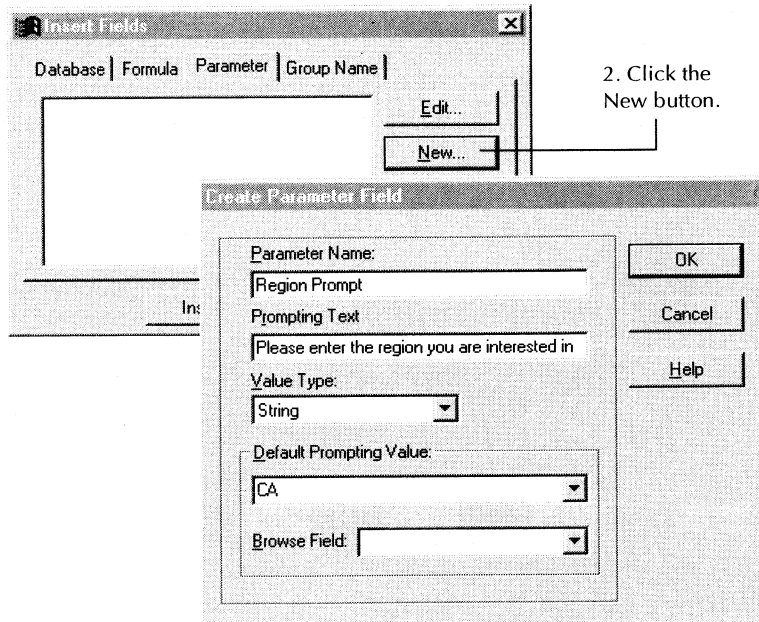 Insert Fields
Database Formula Parameter Group Name
Edit...
New...
2. Click the
New button.
Create Parameter Field
Parameter Name:
Region Prompt
Prompting Text
Please enter the region you are interested in
Value Type:
String
Default Prompting Value:
CA
Browse Field:
OK
Cancel
Help
Ins